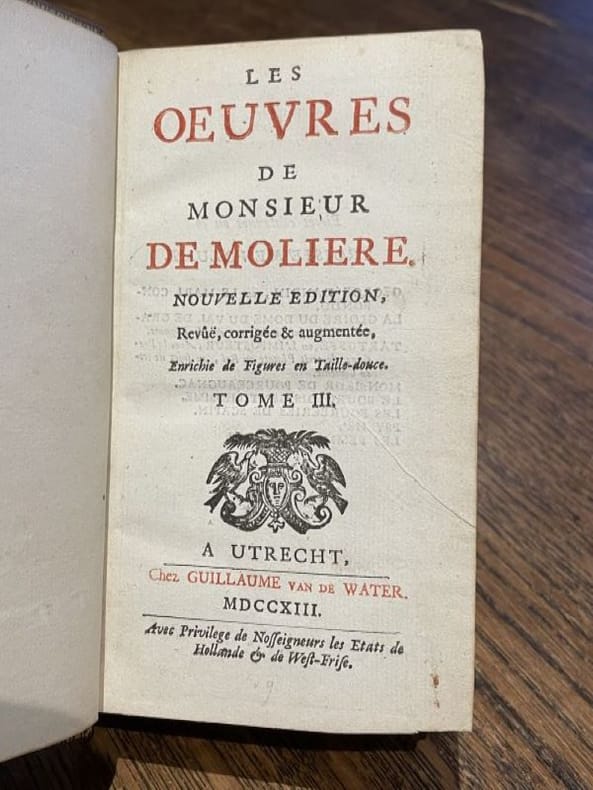 LES
OEUVRES
DE
MONSIEUR
DE MOLIERE.
NOUVELLE EDITION,
Revûë, corrigée & augmentée,
Enrichie de Figures en Taille-douce.
TOME III.
A UTRECHT,
Chez GUILLAUME VAN DE WATER.
MDCCXIII.
Avec Privilege de Noſſeigneurs les Etats de
Hollande & de Weſt-Friſe.